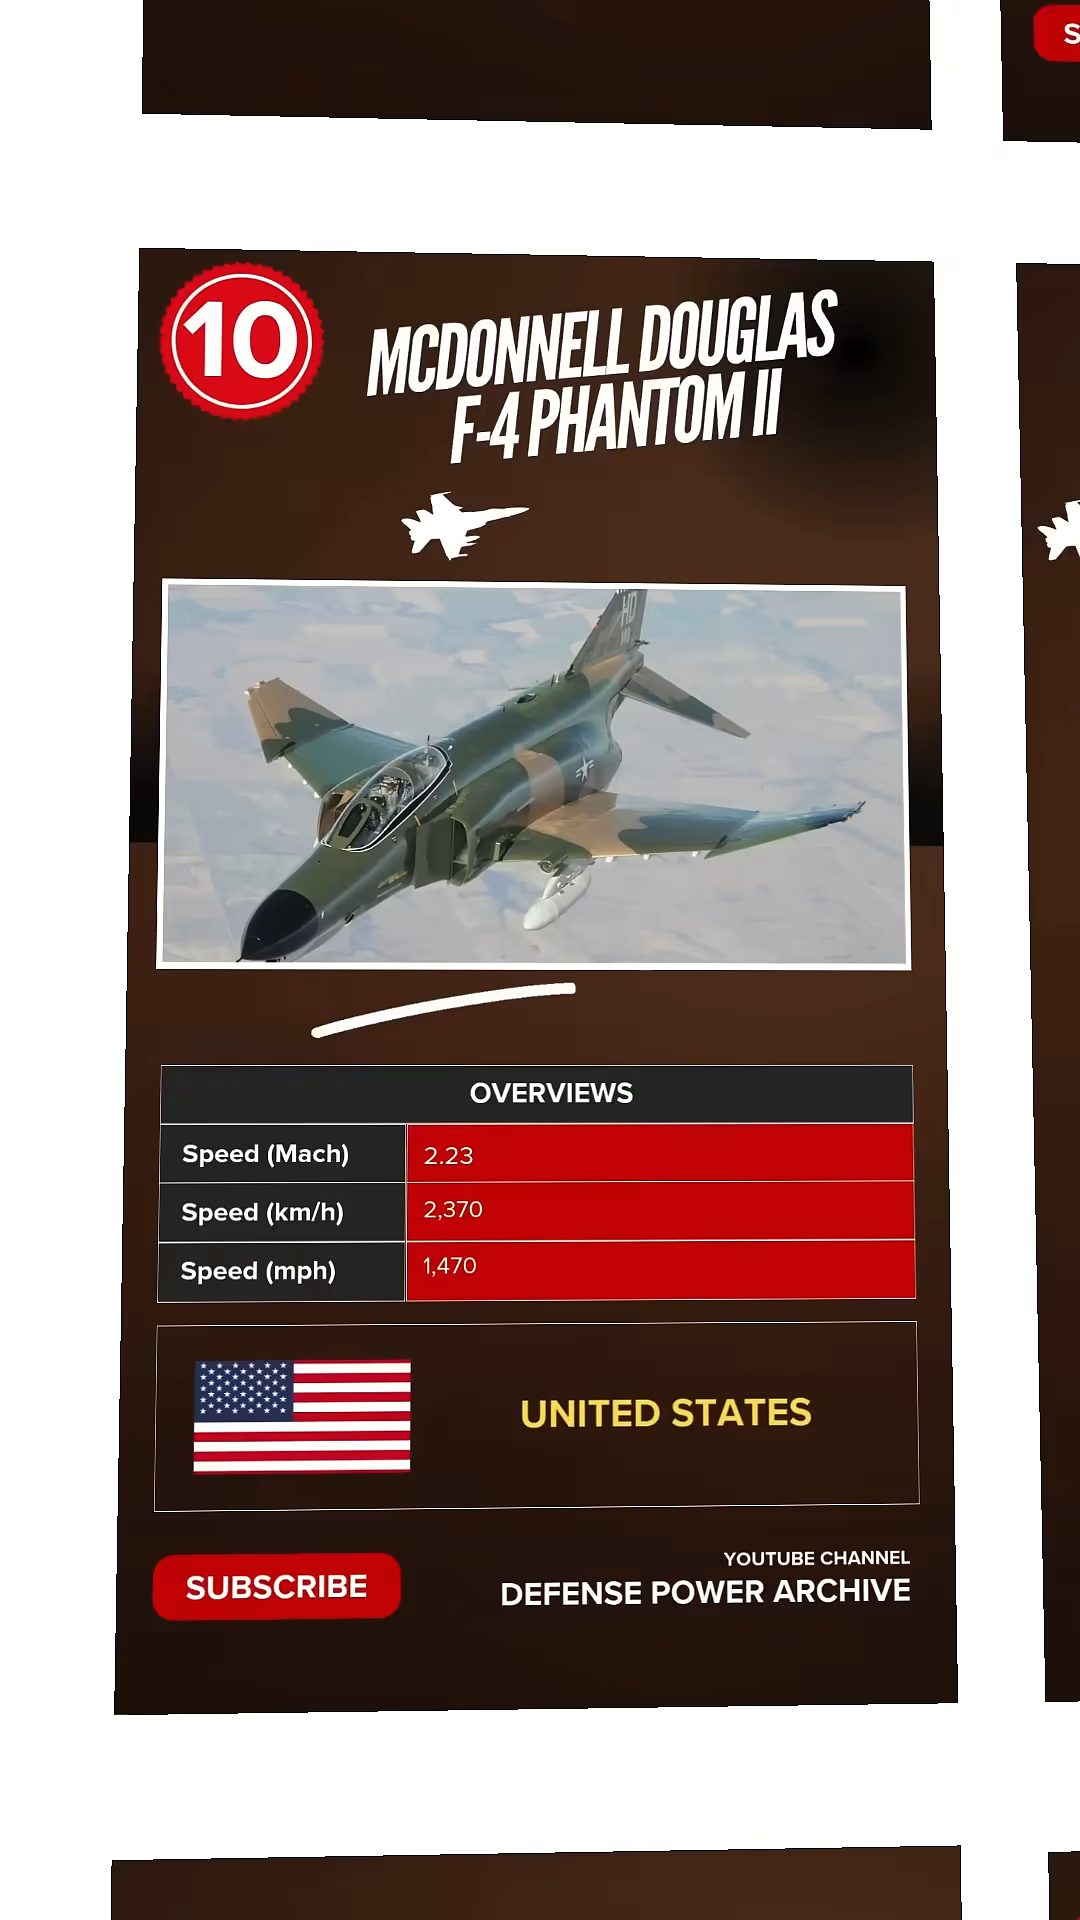 S
10
MCDONNELL DOUGLAS
F-4 PHANTOM II
HD
OVERVIEWS
Speed (Mach) 2.23
Speed (km/h) 2,370
Speed (mph) 1,470
UNITED STATES
SUBSCRIBE
YOUTUBE CHANNEL
DEFENSE POWER ARCHIVE